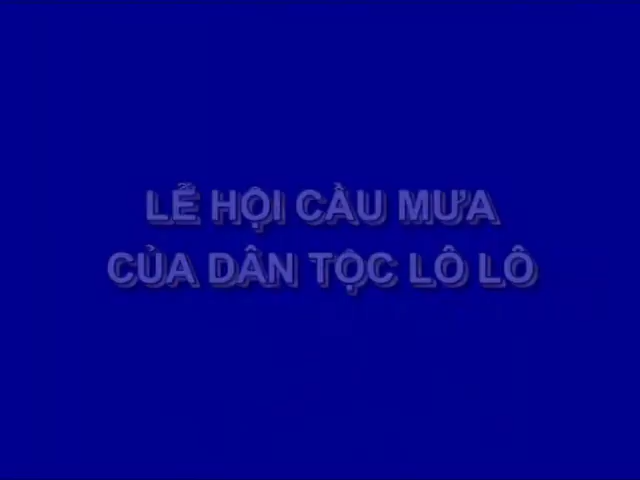 LỄ HỘI CẦU MƯA
CỦA DÂN TỘC LÔ LÔ